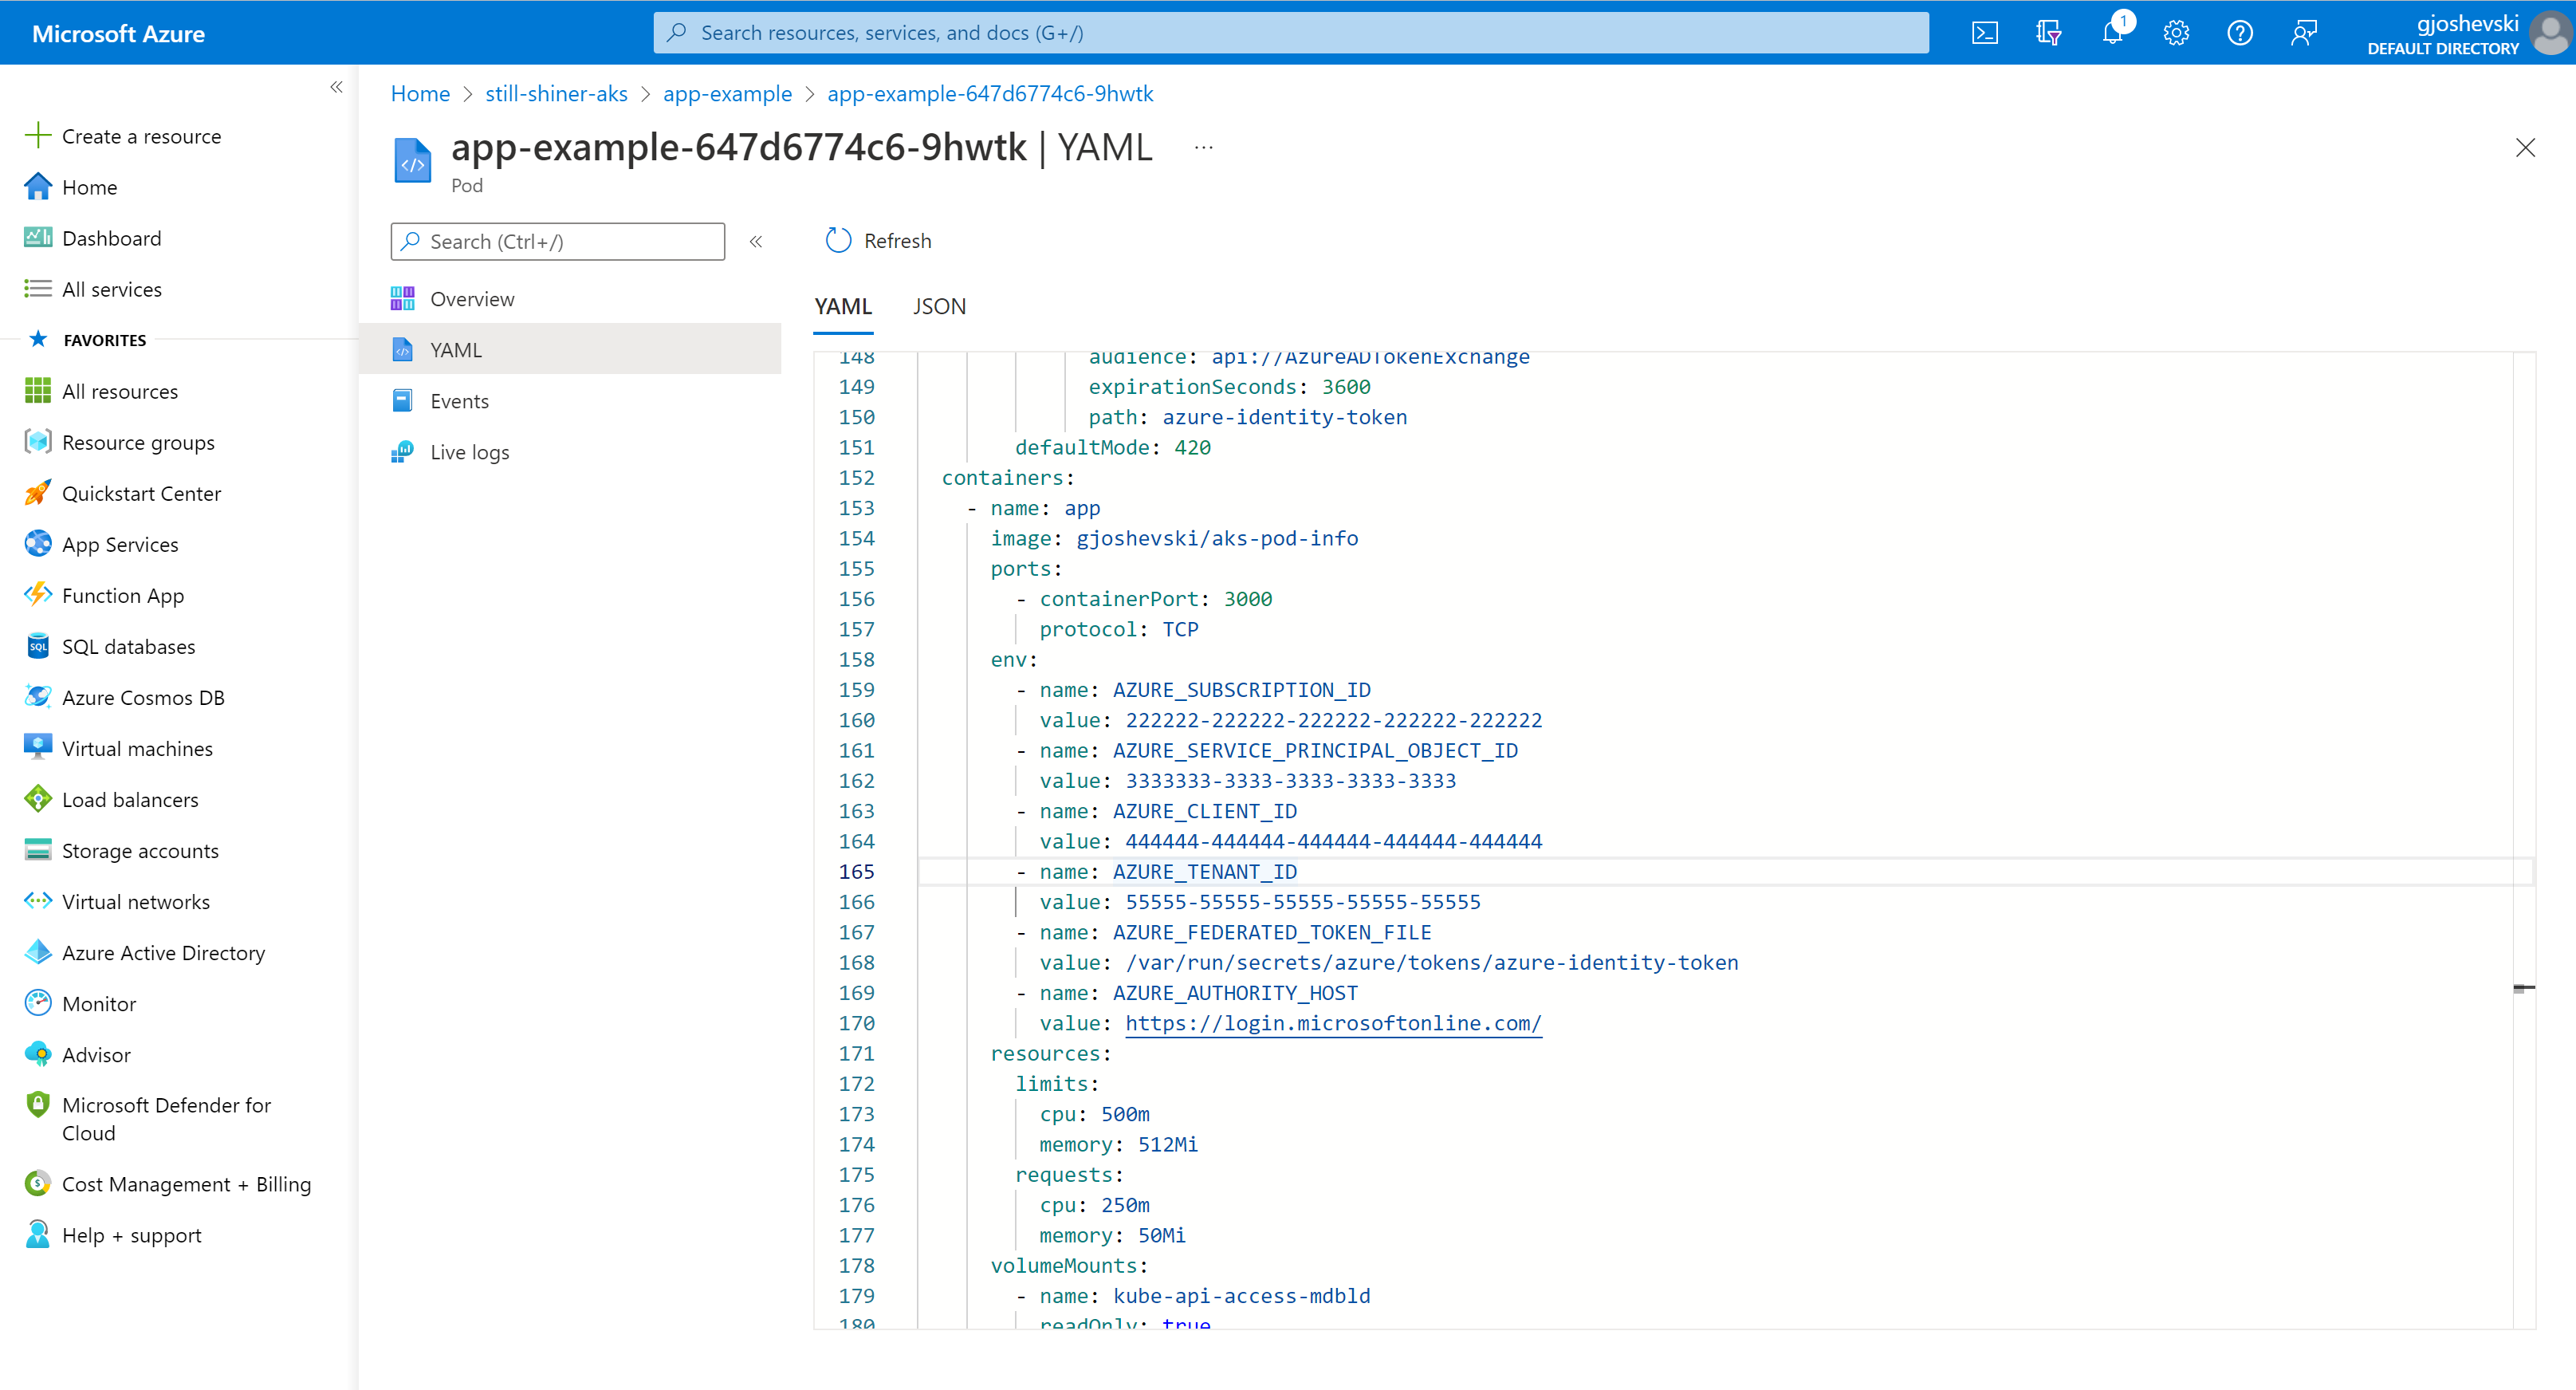 Microsoft Azure
Search resources, services, and docs (G+/)
1
gjoshevski
DEFAULT DIRECTORY
Create a resource
Home
Dashboard
All services
FAVORITES
All resources
Resource groups
Quickstart Center
App Services
Function App
SQL databases
Azure Cosmos DB
Virtual machines
Load balancers
Storage accounts
Virtual networks
Azure Active Directory
Monitor
Advisor
Microsoft Defender for
Cloud
Cost Management + Billing
Help + support
Home > still-shiner-aks > app-example > app-example-647d6774c6-9hwtk
app-example-647d6774c6-9hwtk | YAML ...
Pod
Search (Ctrl+/)
Overview
YAML
Events
Live logs
Refresh
YAML JSON
148 audience: api://AzureADTokenExchange
149 expirationSeconds: 3600
150 path: azure-identity-token
151 defaultMode: 420
152 containers:
153 - name: app
154 image: gjoshevski/aks-pod-info
155 ports:
156 - containerPort: 3000
157 protocol: TCP
158 env:
159 - name: AZURE_SUBSCRIPTION_ID
160 value: 222222-222222-222222-222222-222222
161 - name: AZURE_SERVICE_PRINCIPAL_OBJECT_ID
162 value: 3333333-3333-3333-3333-3333
163 - name: AZURE_CLIENT_ID
164 value: 444444-444444-444444-444444-444444
165 - name: AZURE_TENANT_ID
166 value: 55555-55555-55555-55555-55555
167 - name: AZURE_FEDERATED_TOKEN_FILE
168 value: /var/run/secrets/azure/tokens/azure-identity-token
169 - name: AZURE_AUTHORITY_HOST
170 value: https://login.microsoftonline.com/
171 resources:
172 limits:
173 cpu: 500m
174 memory: 512Mi
175 requests:
176 cpu: 250m
177 memory: 50Mi
178 volumeMounts:
179 - name: kube-api-access-mdbld
180 readOnly: true